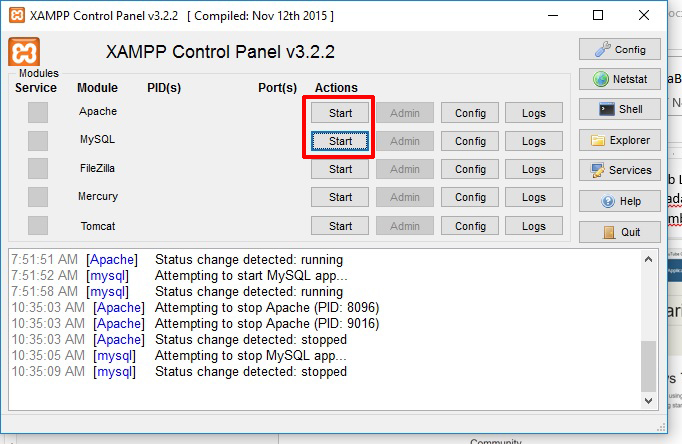 XAMPP Control Panel v3.2.2 [ Compiled: Nov 12th 2015 ]
XAMPP Control Panel v3.2.2
Config
Modules
Service Module PID(s) Port(s) Actions
Netstat
Apache Start Admin Config Logs
Shell
MySQL Start Admin Config Logs
Explorer
FileZilla Start Admin Config Logs
Services
Mercury Start Admin Config Logs
Help
Tomcat Start Admin Config Logs
Quit
7:51:51 AM [Apache] Status change detected: running
7:51:52 AM [mysql] Attempting to start MySQL app...
7:51:58 AM [mysql] Status change detected: running
10:35:03 AM [Apache] Attempting to stop Apache (PID: 8096)
10:35:03 AM [Apache] Attempting to stop Apache (PID: 9016)
10:35:03 AM [Apache] Status change detected: stopped
10:35:05 AM [mysql] Attempting to stop MySQL app...
10:35:09 AM [mysql] Status change detected: stopped
Community